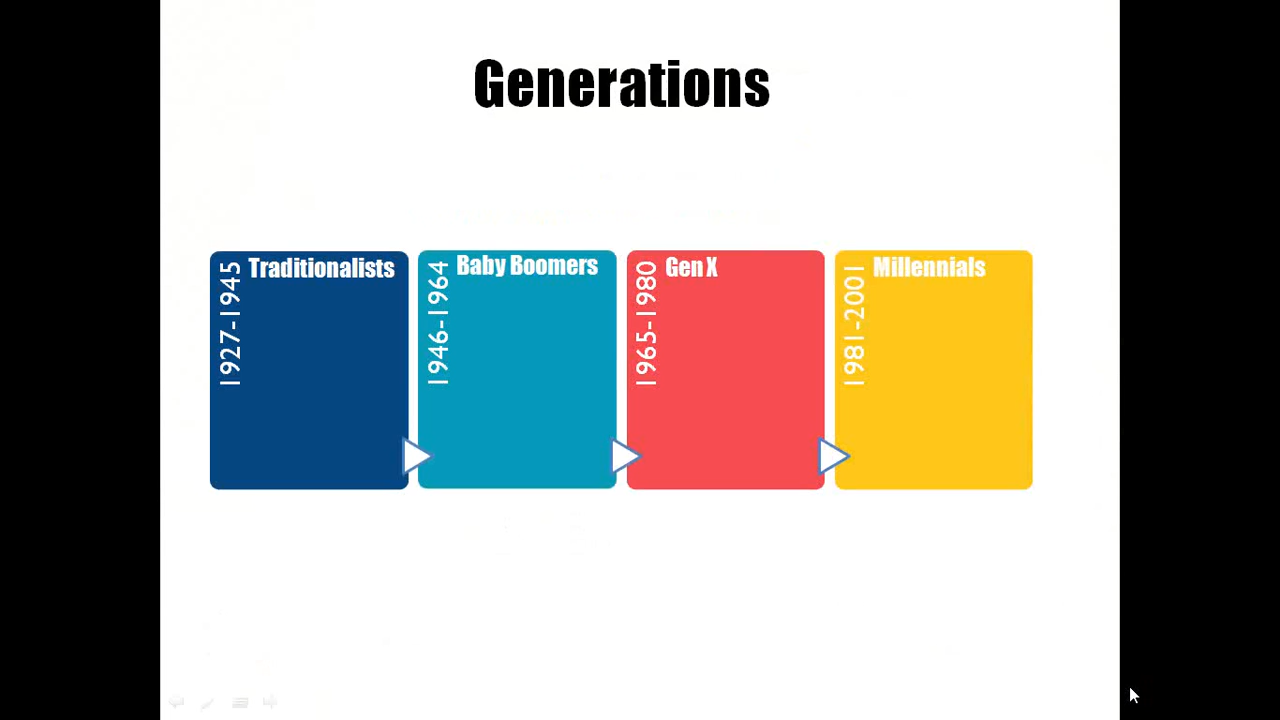 Generations
1927-1945
Traditionalists
1946-1964
Baby Boomers
1965-1980
Gen X
1981-2001
Millennials